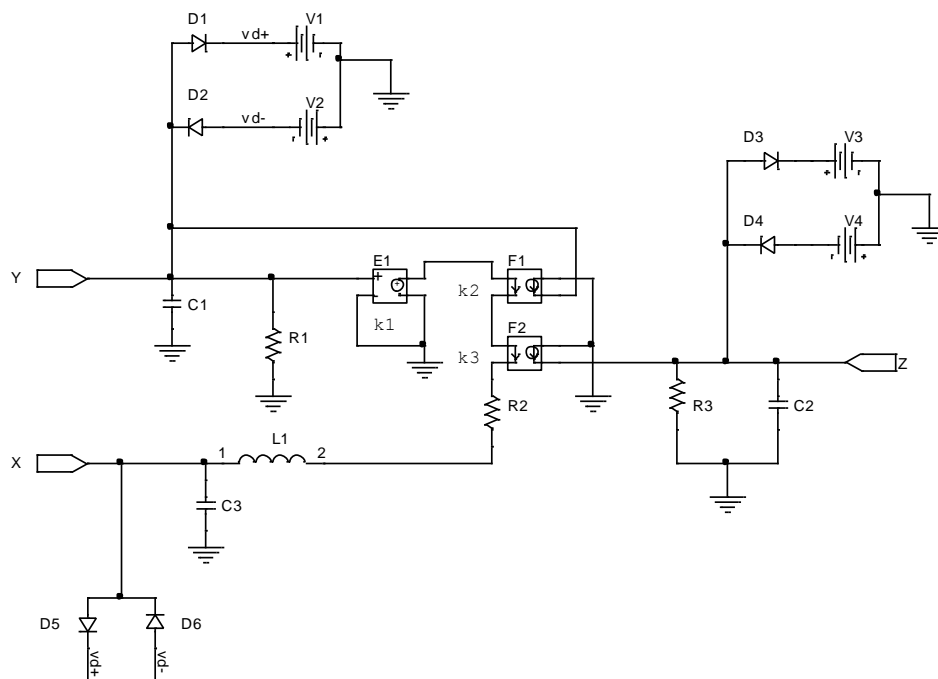 D1
vd+
V1
+
r
D2
vd-
V2
r
+
D3
V3
+
r
D4
V4
r
+
Y
C1
R1
E1
+
-
+
k1
F1
k2
F2
k3
Z
R2
R3
C2
X
1
L1
2
C3
D5
D6
vd+
vd-